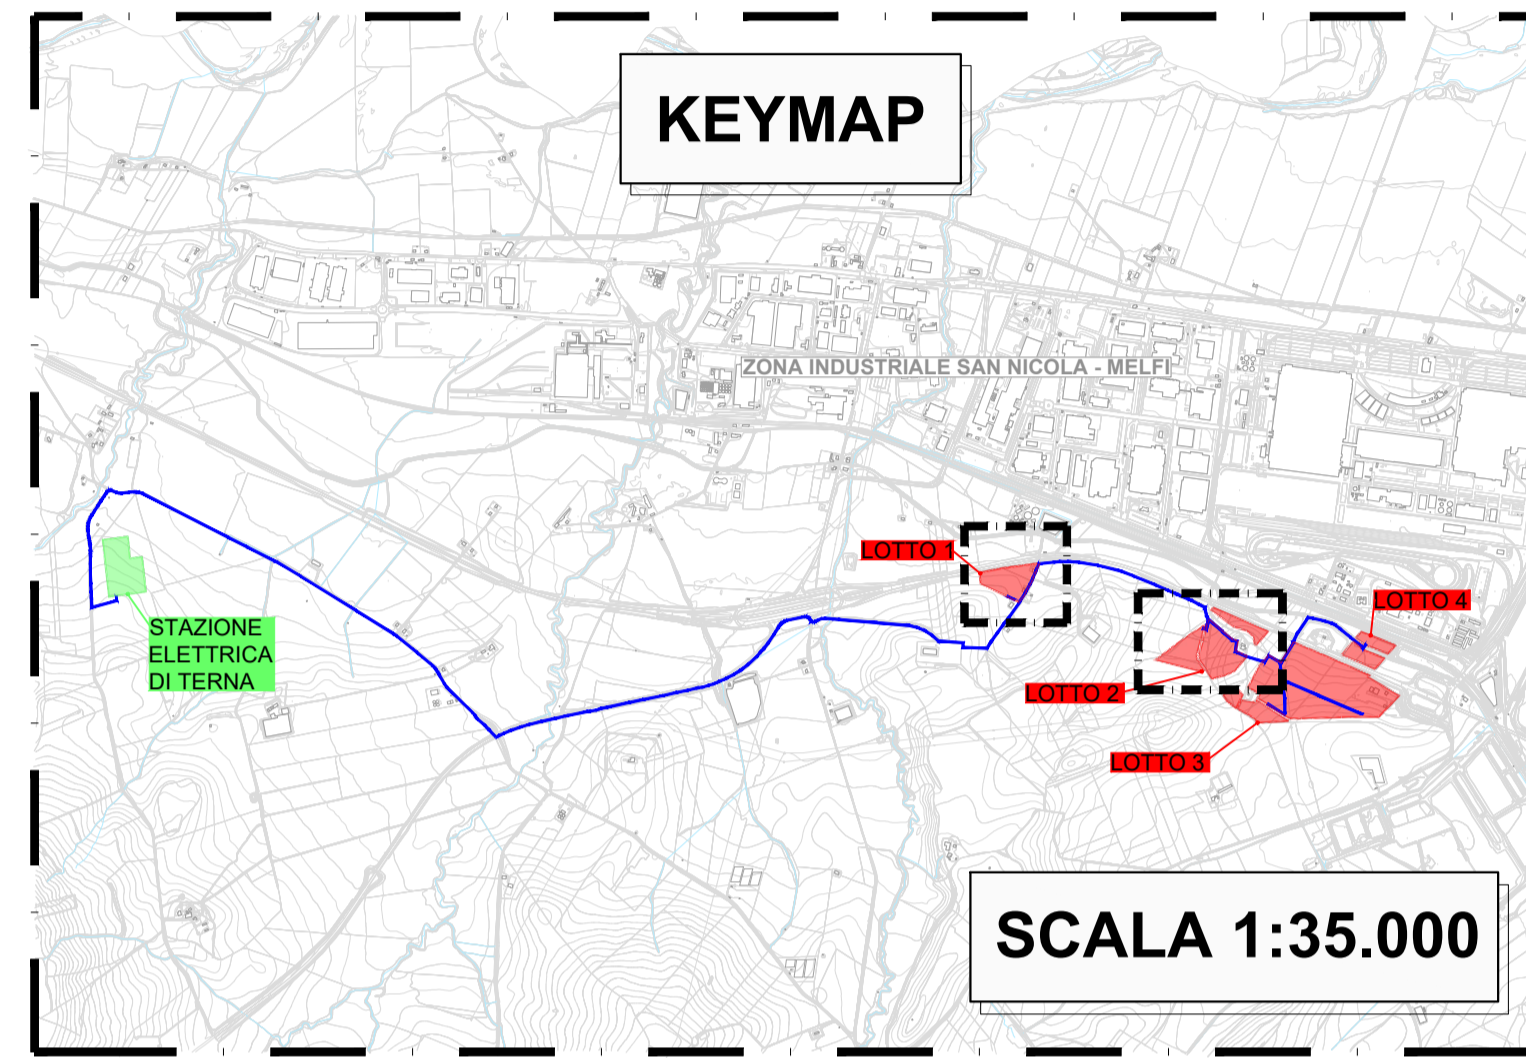 KEYMAP
ZONA INDUSTRIALE SAN NICOLA - MELFI
LOTTO 1
LOTTO 4
STAZIONE
ELETTRICA
DI TERNA
LOTTO 2
LOTTO 3
SCALA 1:35.000